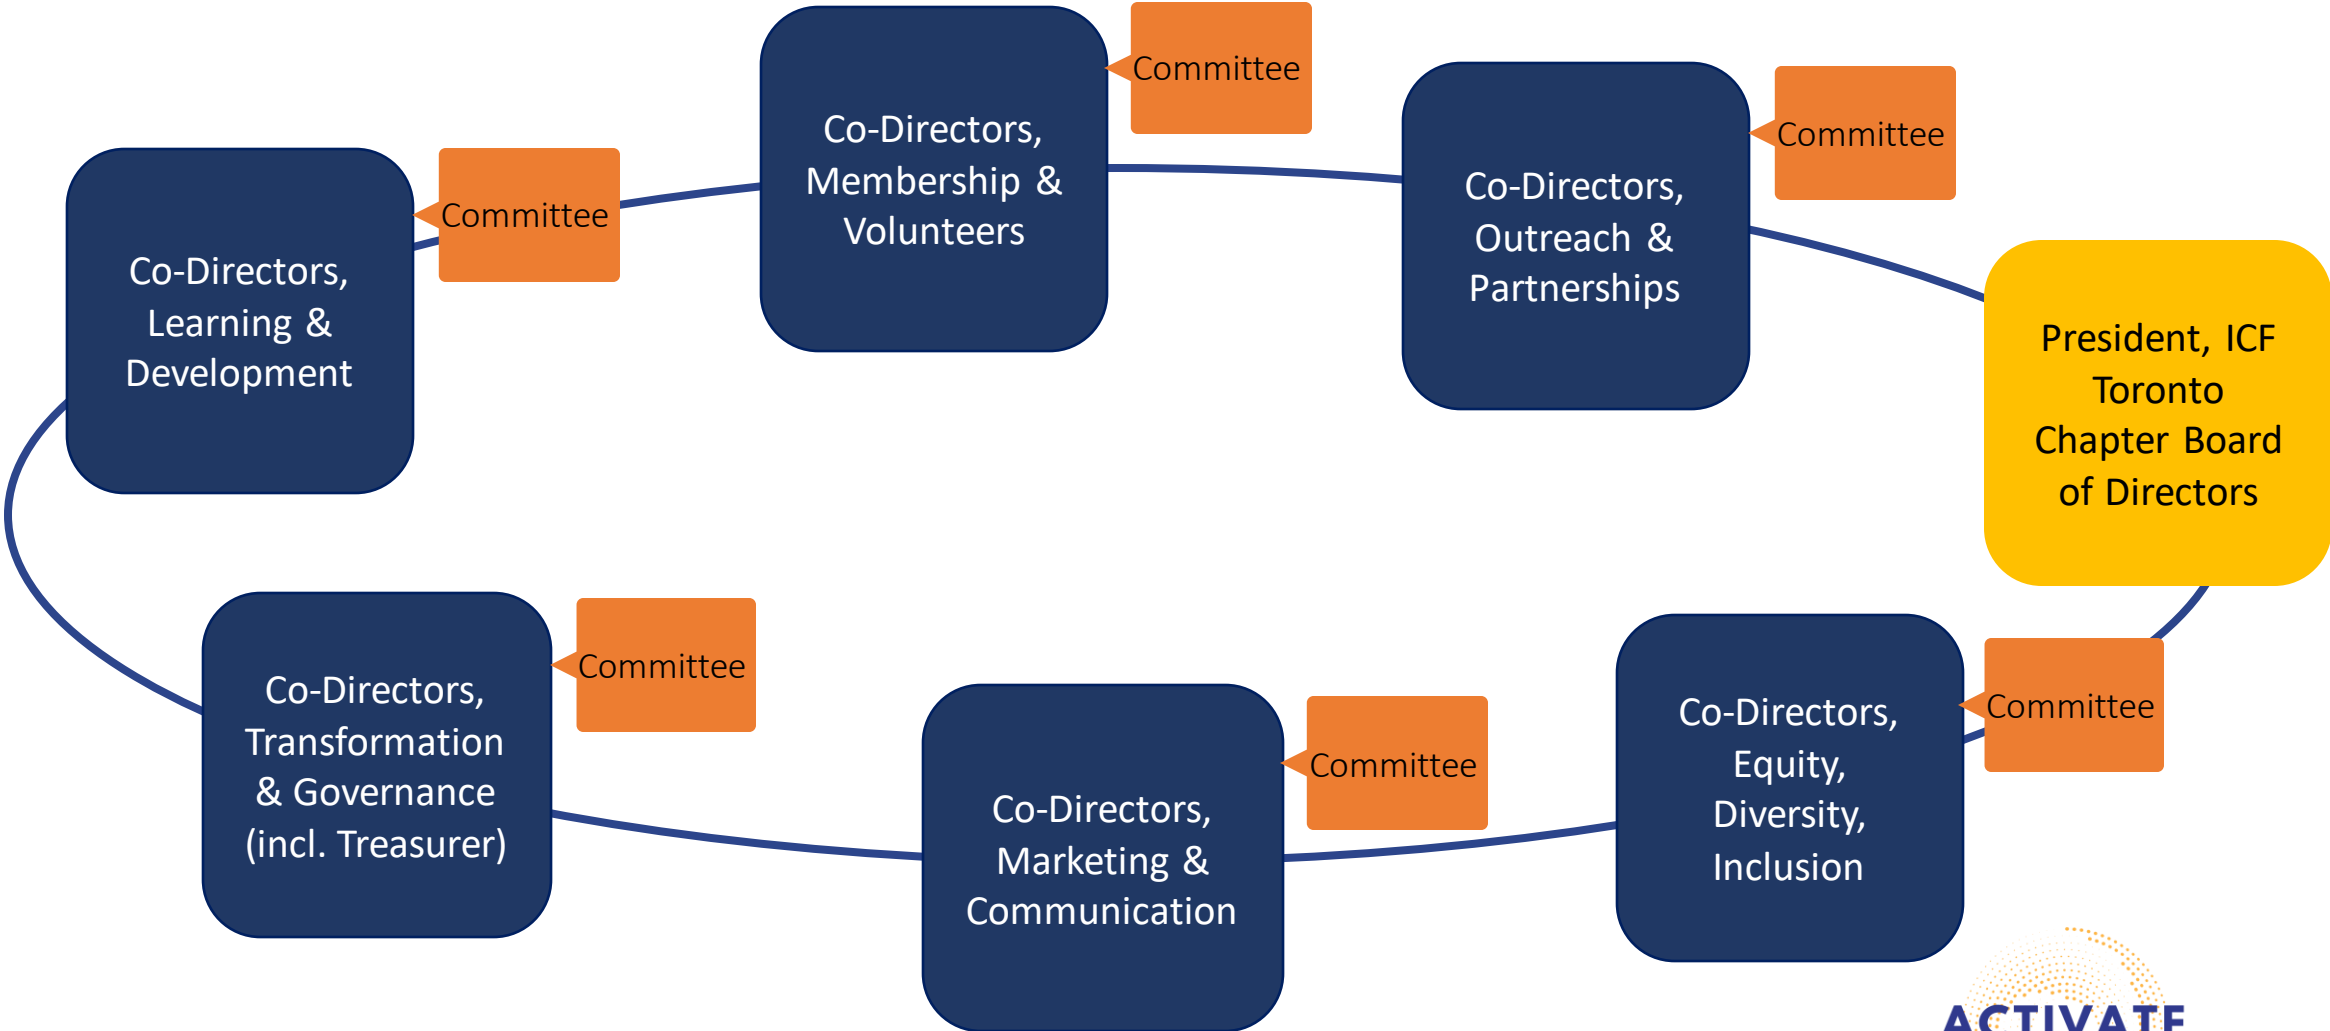 Committee
Co-Directors,
Membership &
Volunteers
Committee
Co-Directors,
Outreach &
Partnerships
Committee
Co-Directors,
Learning &
Development
President, ICF
Toronto
Chapter Board
of Directors
Committee
Co-Directors,
Transformation
& Governance
(incl. Treasurer)
Committee
Co-Directors,
Marketing &
Communication
Committee
Co-Directors,
Equity,
Diversity,
Inclusion
ACTIVATE